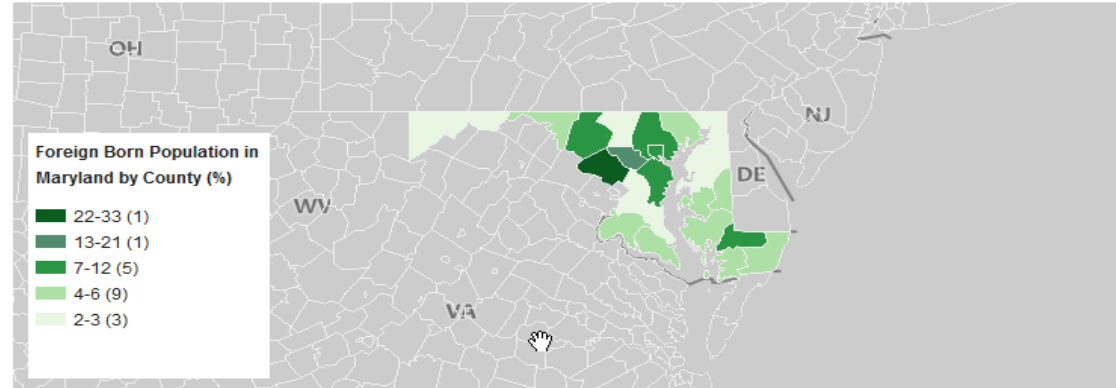 OH
NJ
Foreign Born Population in
Maryland by County (%)
DE
WV
22-33 (1)
13-21 (1)
7-12 (5)
4-6 (9)
VA
2-3 (3)